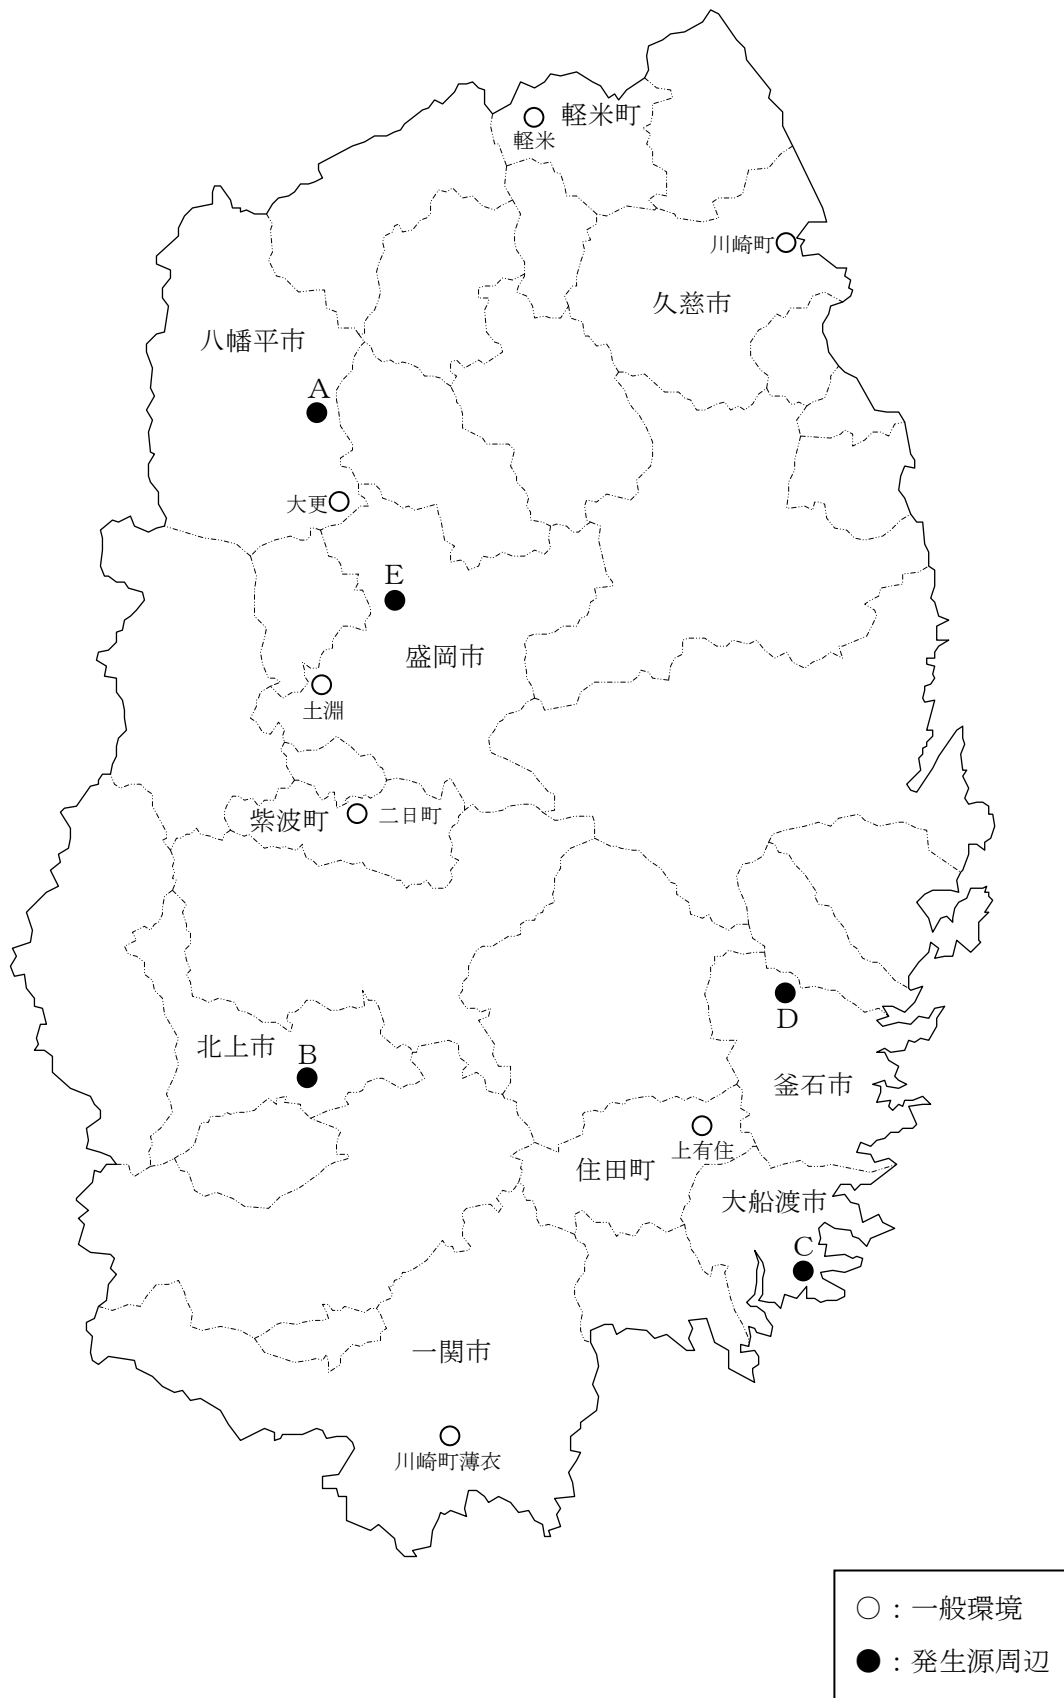 軽米町
軽米
川崎町
久慈市
八幡平市
A
大更
E
盛岡市
土淵
紫波町
二日町
D
北上市
B
釜石市
上有住
住田町
大船渡市
C
一関市
川崎町薄衣
○：一般環境
●：発生源周辺